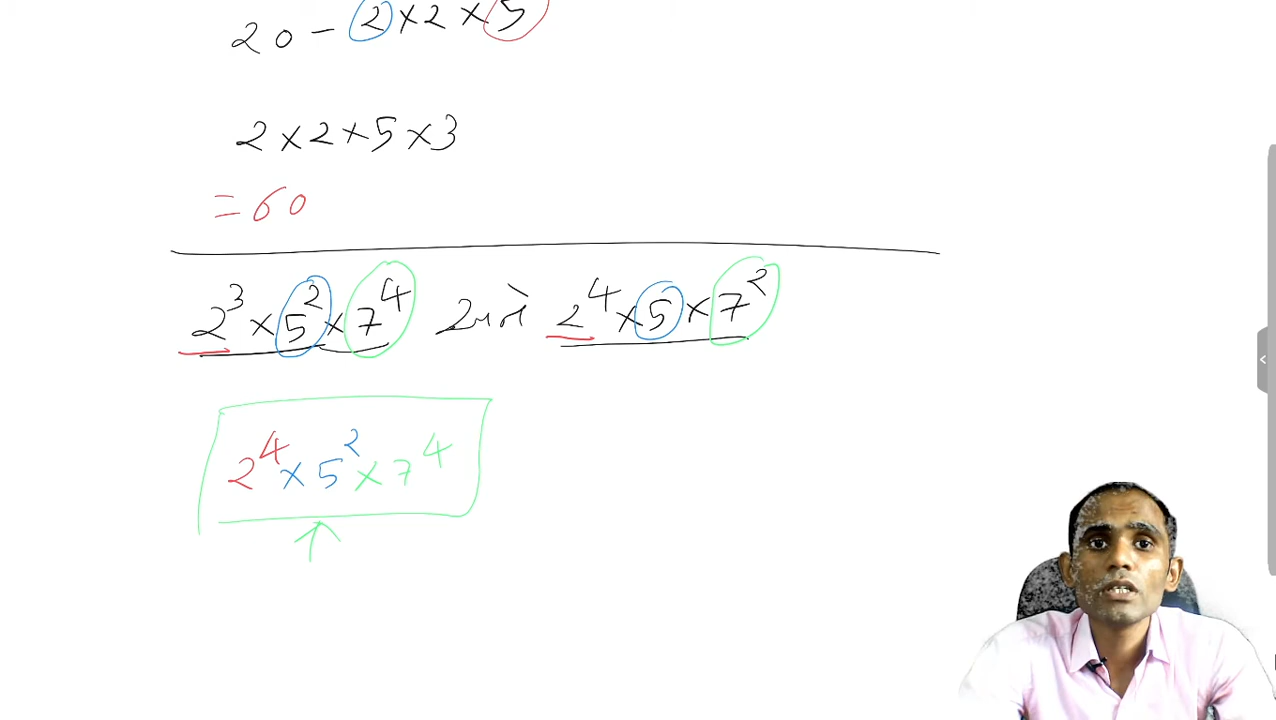 20 - 2 × 2 × 5
2 × 2 × 5 × 3
= 60
2³ × 5² × 7⁴ અને 2⁴ × 5 × 7²
2⁴ × 5² × 7⁴